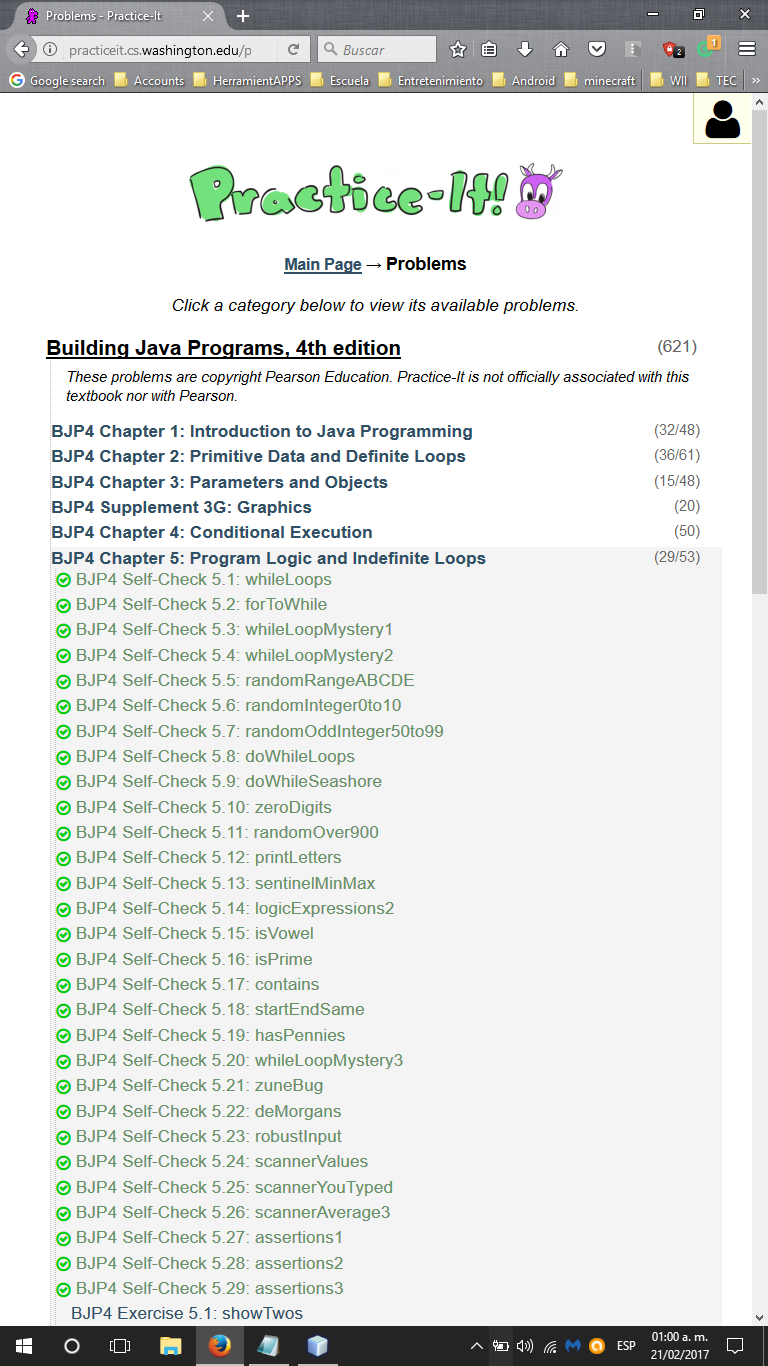 Problems - Practice-It
practiceit.cs.washington.edu/p
Buscar
2
1
Google search Accounts HerramientAPPS Escuela Entretenimiento Android minecraft WII TEC »
Practice-It!
Main Page → Problems
Click a category below to view its available problems.
Building Java Programs, 4th edition (621)
These problems are copyright Pearson Education. Practice-It is not officially associated with this
textbook nor with Pearson.
BJP4 Chapter 1: Introduction to Java Programming (32/48)
BJP4 Chapter 2: Primitive Data and Definite Loops (36/61)
BJP4 Chapter 3: Parameters and Objects (15/48)
BJP4 Supplement 3G: Graphics (20)
BJP4 Chapter 4: Conditional Execution (50)
BJP4 Chapter 5: Program Logic and Indefinite Loops (29/53)
BJP4 Self-Check 5.1: whileLoops
BJP4 Self-Check 5.2: forToWhile
BJP4 Self-Check 5.3: whileLoopMystery1
BJP4 Self-Check 5.4: whileLoopMystery2
BJP4 Self-Check 5.5: randomRangeABCDE
BJP4 Self-Check 5.6: randomInteger0to10
BJP4 Self-Check 5.7: randomOddInteger50to99
BJP4 Self-Check 5.8: doWhileLoops
BJP4 Self-Check 5.9: doWhileSeashore
BJP4 Self-Check 5.10: zeroDigits
BJP4 Self-Check 5.11: randomOver900
BJP4 Self-Check 5.12: printLetters
BJP4 Self-Check 5.13: sentinelMinMax
BJP4 Self-Check 5.14: logicExpressions2
BJP4 Self-Check 5.15: isVowel
BJP4 Self-Check 5.16: isPrime
BJP4 Self-Check 5.17: contains
BJP4 Self-Check 5.18: startEndSame
BJP4 Self-Check 5.19: hasPennies
BJP4 Self-Check 5.20: whileLoopMystery3
BJP4 Self-Check 5.21: zuneBug
BJP4 Self-Check 5.22: deMorgans
BJP4 Self-Check 5.23: robustInput
BJP4 Self-Check 5.24: scannerValues
BJP4 Self-Check 5.25: scannerYouTyped
BJP4 Self-Check 5.26: scannerAverage3
BJP4 Self-Check 5.27: assertions1
BJP4 Self-Check 5.28: assertions2
BJP4 Self-Check 5.29: assertions3
BJP4 Exercise 5.1: showTwos
ESP
01:00 a. m.
21/02/2017